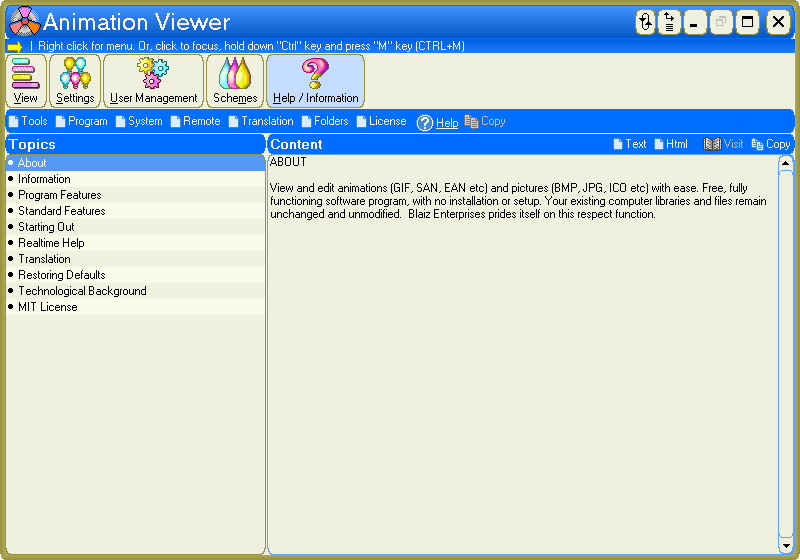 Animation Viewer
| Right click for menu. Or, click to focus, hold down "Ctrl" key and press "M" key (CTRL+M)
View Settings User Management Schemes Help / Information
Tools Program System Remote Translation Folders License Help Copy
Topics
Content Text Html Visit Copy
About
Information
Program Features
Standard Features
Starting Out
Realtime Help
Translation
Restoring Defaults
Technological Background
MIT License
ABOUT
View and edit animations (GIF, SAN, EAN etc) and pictures (BMP, JPG, ICO etc) with ease. Free, fully
functioning software program, with no installation or setup. Your existing computer libraries and files remain
unchanged and unmodified.  Blaiz Enterprises prides itself on this respect function.